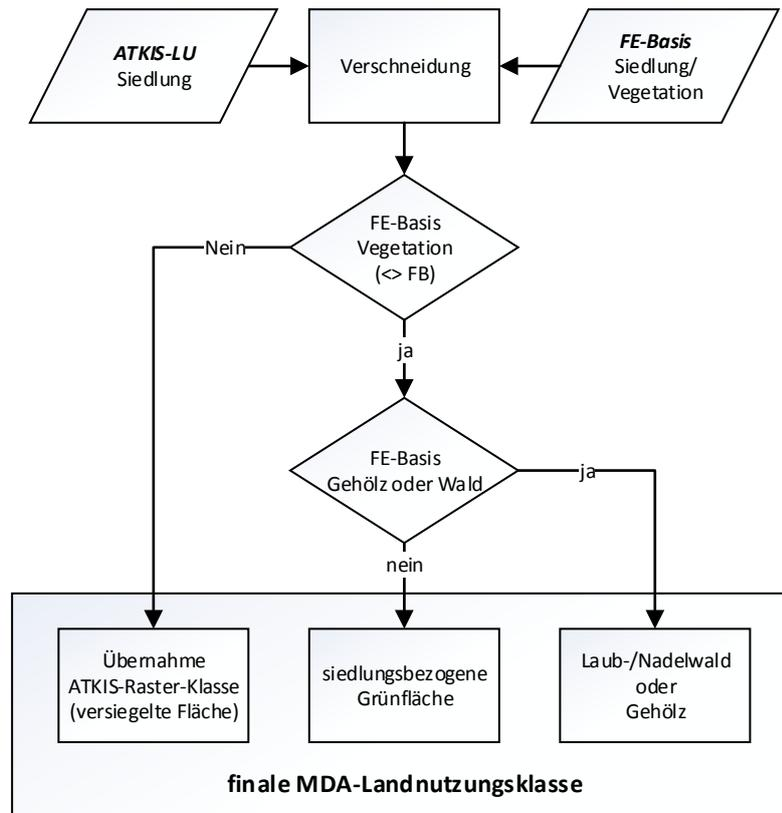 ATKIS-LU
Siedlung
Verschneidung
FE-Basis
Siedlung/
Vegetation
FE-Basis
Vegetation
(<> FB)
Nein
ja
FE-Basis
Gehölz oder Wald
ja
nein
Übernahme
ATKIS-Raster-Klasse
(versiegelte Fläche)
siedlungsbezogene
Grünfläche
Laub-/Nadelwald
oder
Gehölz
finale MDA-Landnutzungsklasse